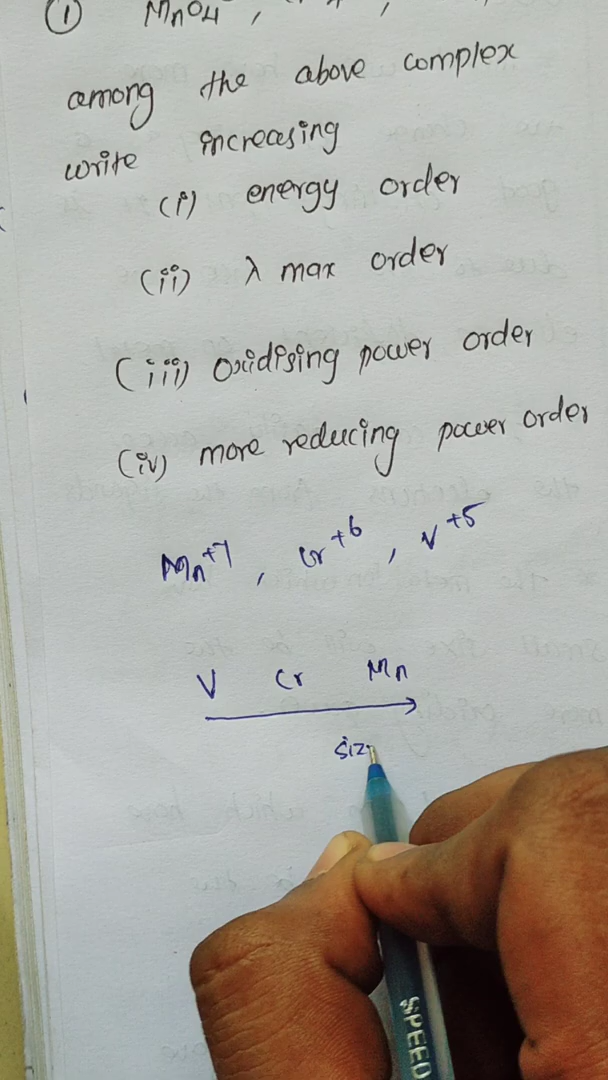 ① MnO4⁻,
among the above complex
write increasing
(i) energy order
(ii) λ max order
(iii) oxidising power order
(iv) more reducing power order
Mn⁺⁷, Cr⁺⁶, V⁺⁵
V Cr Mn
Siz
SPEED